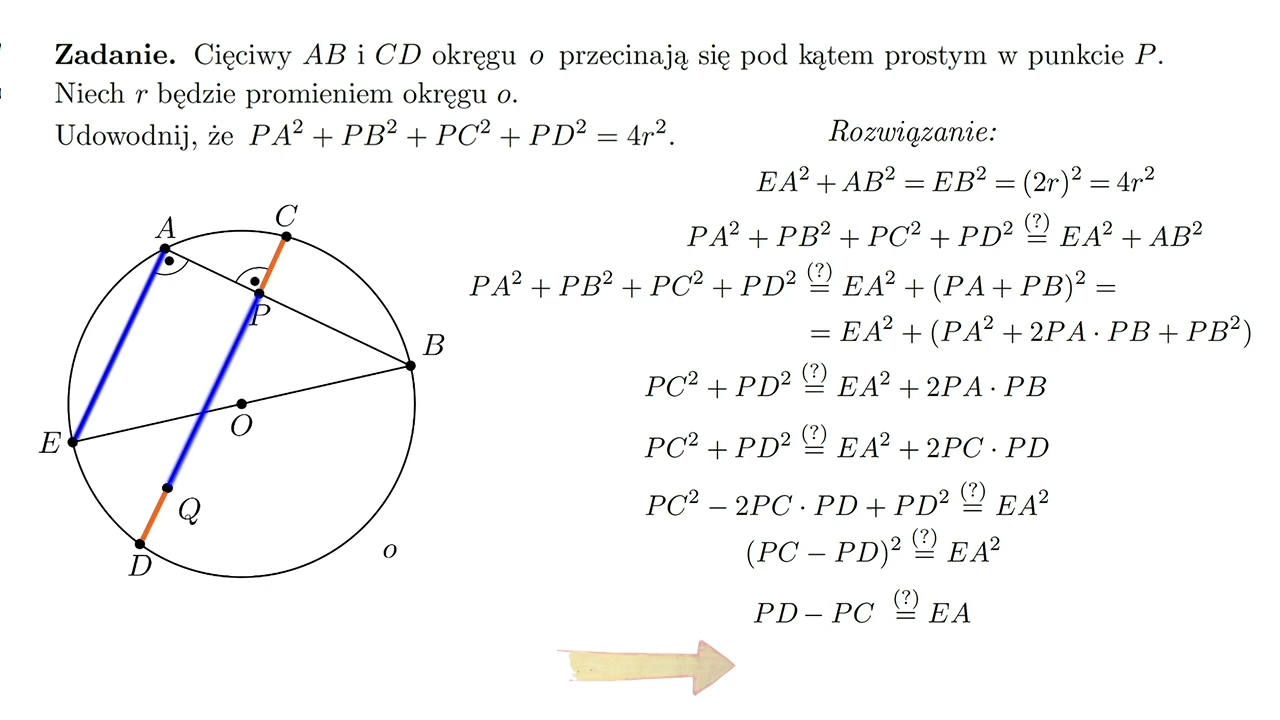 Zadanie. Cięciwy AB i CD okręgu o przecinają się pod kątem prostym w punkcie P.
Niech r będzie promieniem okręgu o.
Udowodnij, że PA² + PB² + PC² + PD² = 4r².
Rozwiązanie:
EA² + AB² = EB² = (2r)² = 4r²
PA² + PB² + PC² + PD² (?)= EA² + AB²
PA² + PB² + PC² + PD² (?)= EA² + (PA + PB)² =
= EA² + (PA² + 2PA · PB + PB²)
PC² + PD² (?)= EA² + 2PA · PB
PC² + PD² (?)= EA² + 2PC · PD
PC² − 2PC · PD + PD² (?)= EA²
(PC − PD)² (?)= EA²
PD − PC (?)= EA
A
C
P
B
E
O
Q
D
o